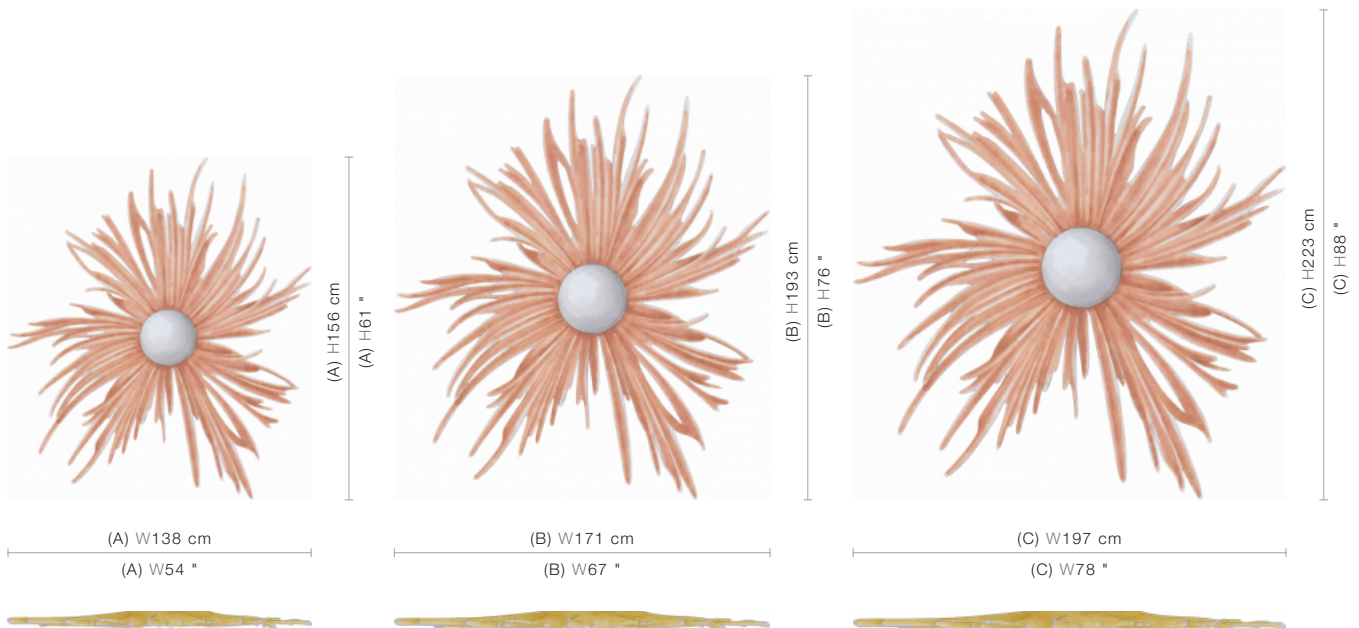 (A) H156 cm
(A) H61 "
(B) H193 cm
(B) H76 "
(C) H223 cm
(C) H88 "
(A) W138 cm
(A) W54 "
(B) W171 cm
(B) W67 "
(C) W197 cm
(C) W78 "